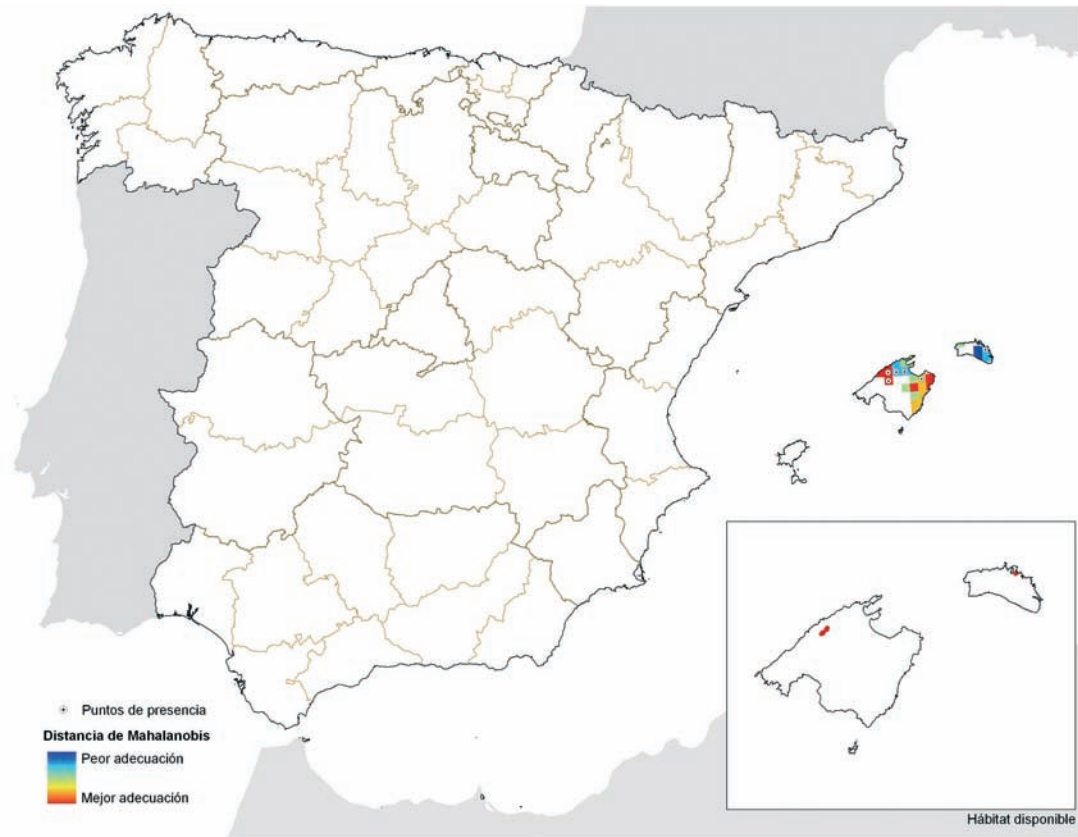 Puntos de presencia
Distancia de Mahalanobis
Peor adecuación
Mejor adecuación
Hábitat disponible